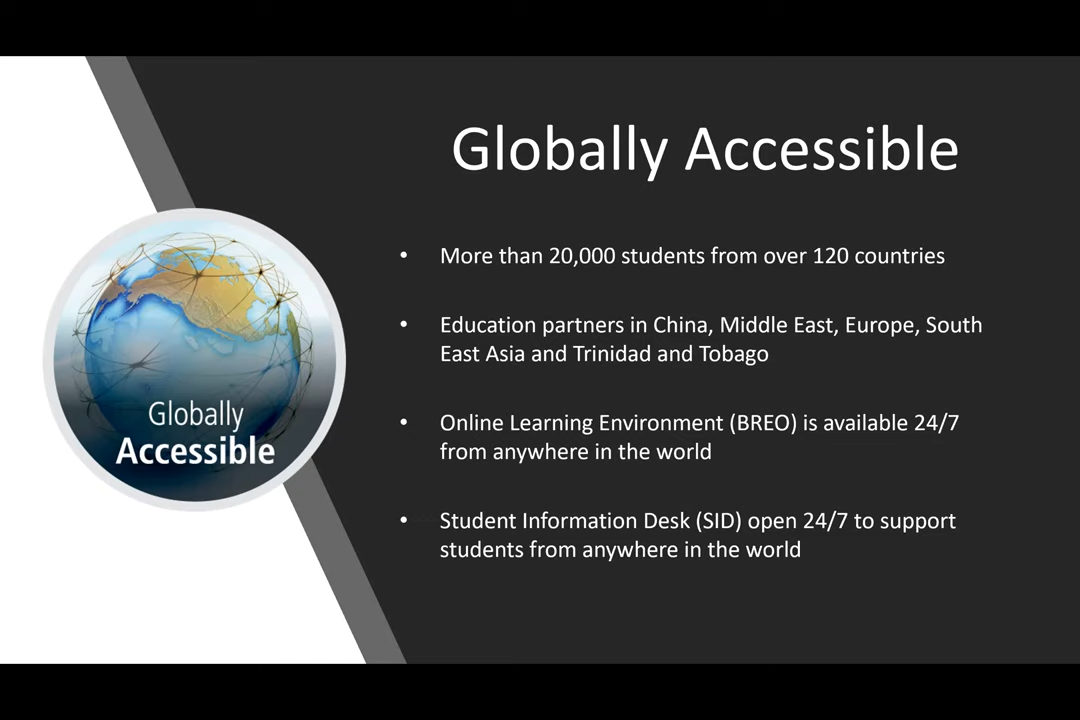 Globally Accessible
Globally
Accessible
• More than 20,000 students from over 120 countries
• Education partners in China, Middle East, Europe, South
East Asia and Trinidad and Tobago
• Online Learning Environment (BREO) is available 24/7
from anywhere in the world
• Student Information Desk (SID) open 24/7 to support
students from anywhere in the world